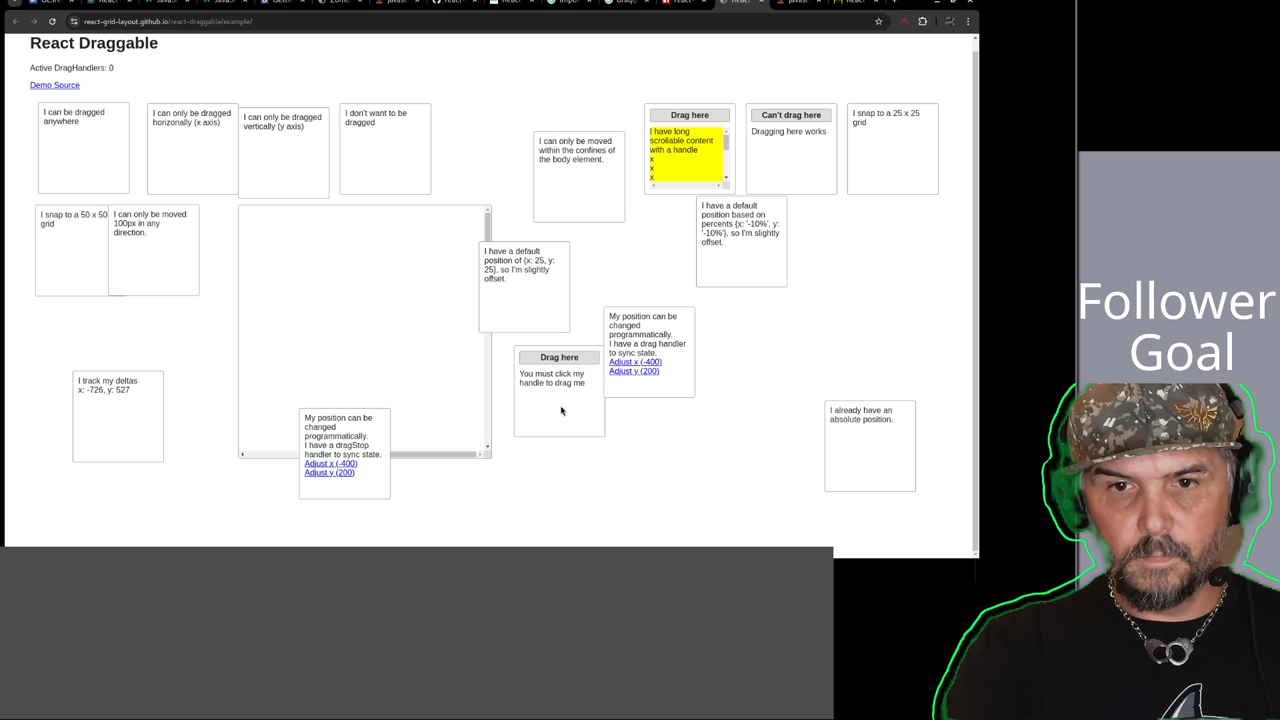 react-grid-layout.github.io/react-draggable/example/
React Draggable
Active DragHandlers: 0
Demo Source
I can be dragged
anywhere
I can only be dragged
horizonally (x axis)
I can only be dragged
vertically (y axis)
I don't want to be
dragged
I can only be moved
within the confines of
the body element.
Drag here
I have long
scrollable content
with a handle
x
x
x
Can't drag here
Dragging here works
I snap to a 25 x 25
grid
I snap to a 50 x 50
grid
I can only be moved
100px in any
direction.
I have a default
position of {x: 25, y:
25}, so I'm slightly
offset.
I have a default
position based on
percents {x: '-10%', y:
'-10%'}, so I'm slightly
offset.
My position can be
changed
programmatically.
I have a drag handler
to sync state.
Adjust x (-400)
Adjust y (200)
Drag here
You must click my
handle to drag me
I track my deltas
x: -726, y: 527
My position can be
changed
programmatically.
I have a dragStop
handler to sync state.
Adjust x (-400)
Adjust y (200)
I already have an
absolute position.
Follower
Goal